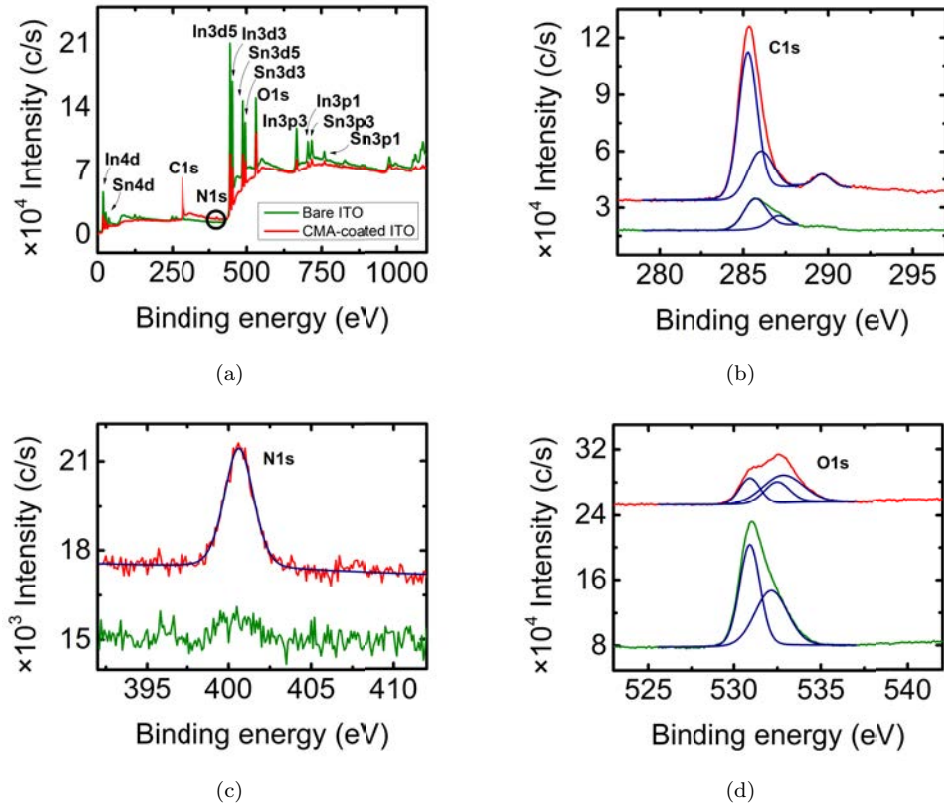 21
14
7
0
×10⁴ Intensity (c/s)
In3d5
In3d3
Sn3d5
Sn3d3
O1s
In3p3
In3p1
Sn3p3
Sn3p1
In4d
Sn4d
C1s
N1s
Bare ITO
CMA-coated ITO
0 250 500 750 1000
Binding energy (eV)
(a)
12
9
6
3
×10⁴ Intensity (c/s)
C1s
280 285 290 295
Binding energy (eV)
(b)
21
18
15
×10³ Intensity (c/s)
N1s
395 400 405 410
Binding energy (eV)
(c)
32
24
16
8
×10⁴ Intensity (c/s)
O1s
525 530 535 540
Binding energy (eV)
(d)